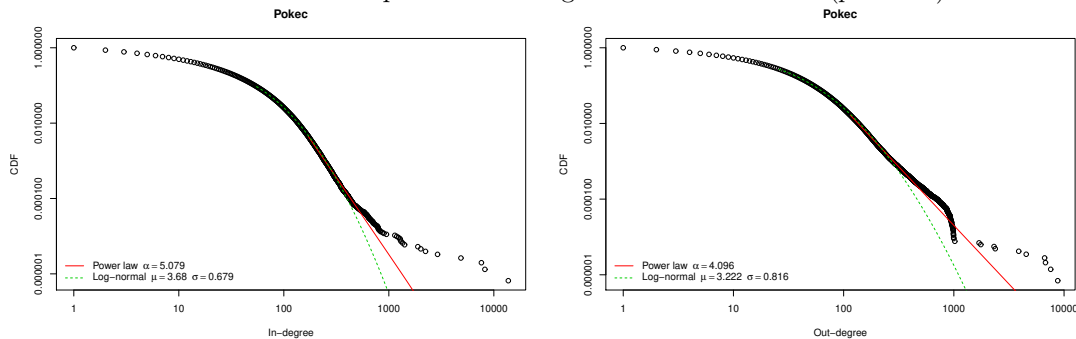 Pokec
CDF
1.000000
0.010000
0.000100
0.000001
Power law α = 5.079
Log−normal μ = 3.68 σ = 0.679
1
10
100
1000
10000
In−degree
Pokec
CDF
1.000000
0.010000
0.000100
0.000001
Power law α = 4.096
Log−normal μ = 3.222 σ = 0.816
1
10
100
1000
10000
Out−degree